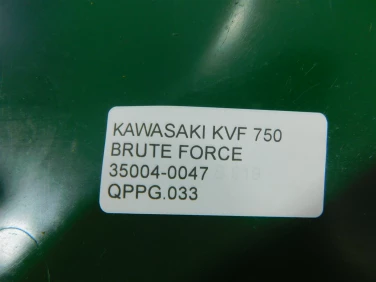 KAWASAKI KVF 750
BRUTE FORCE
35004-0047
QPPG.033